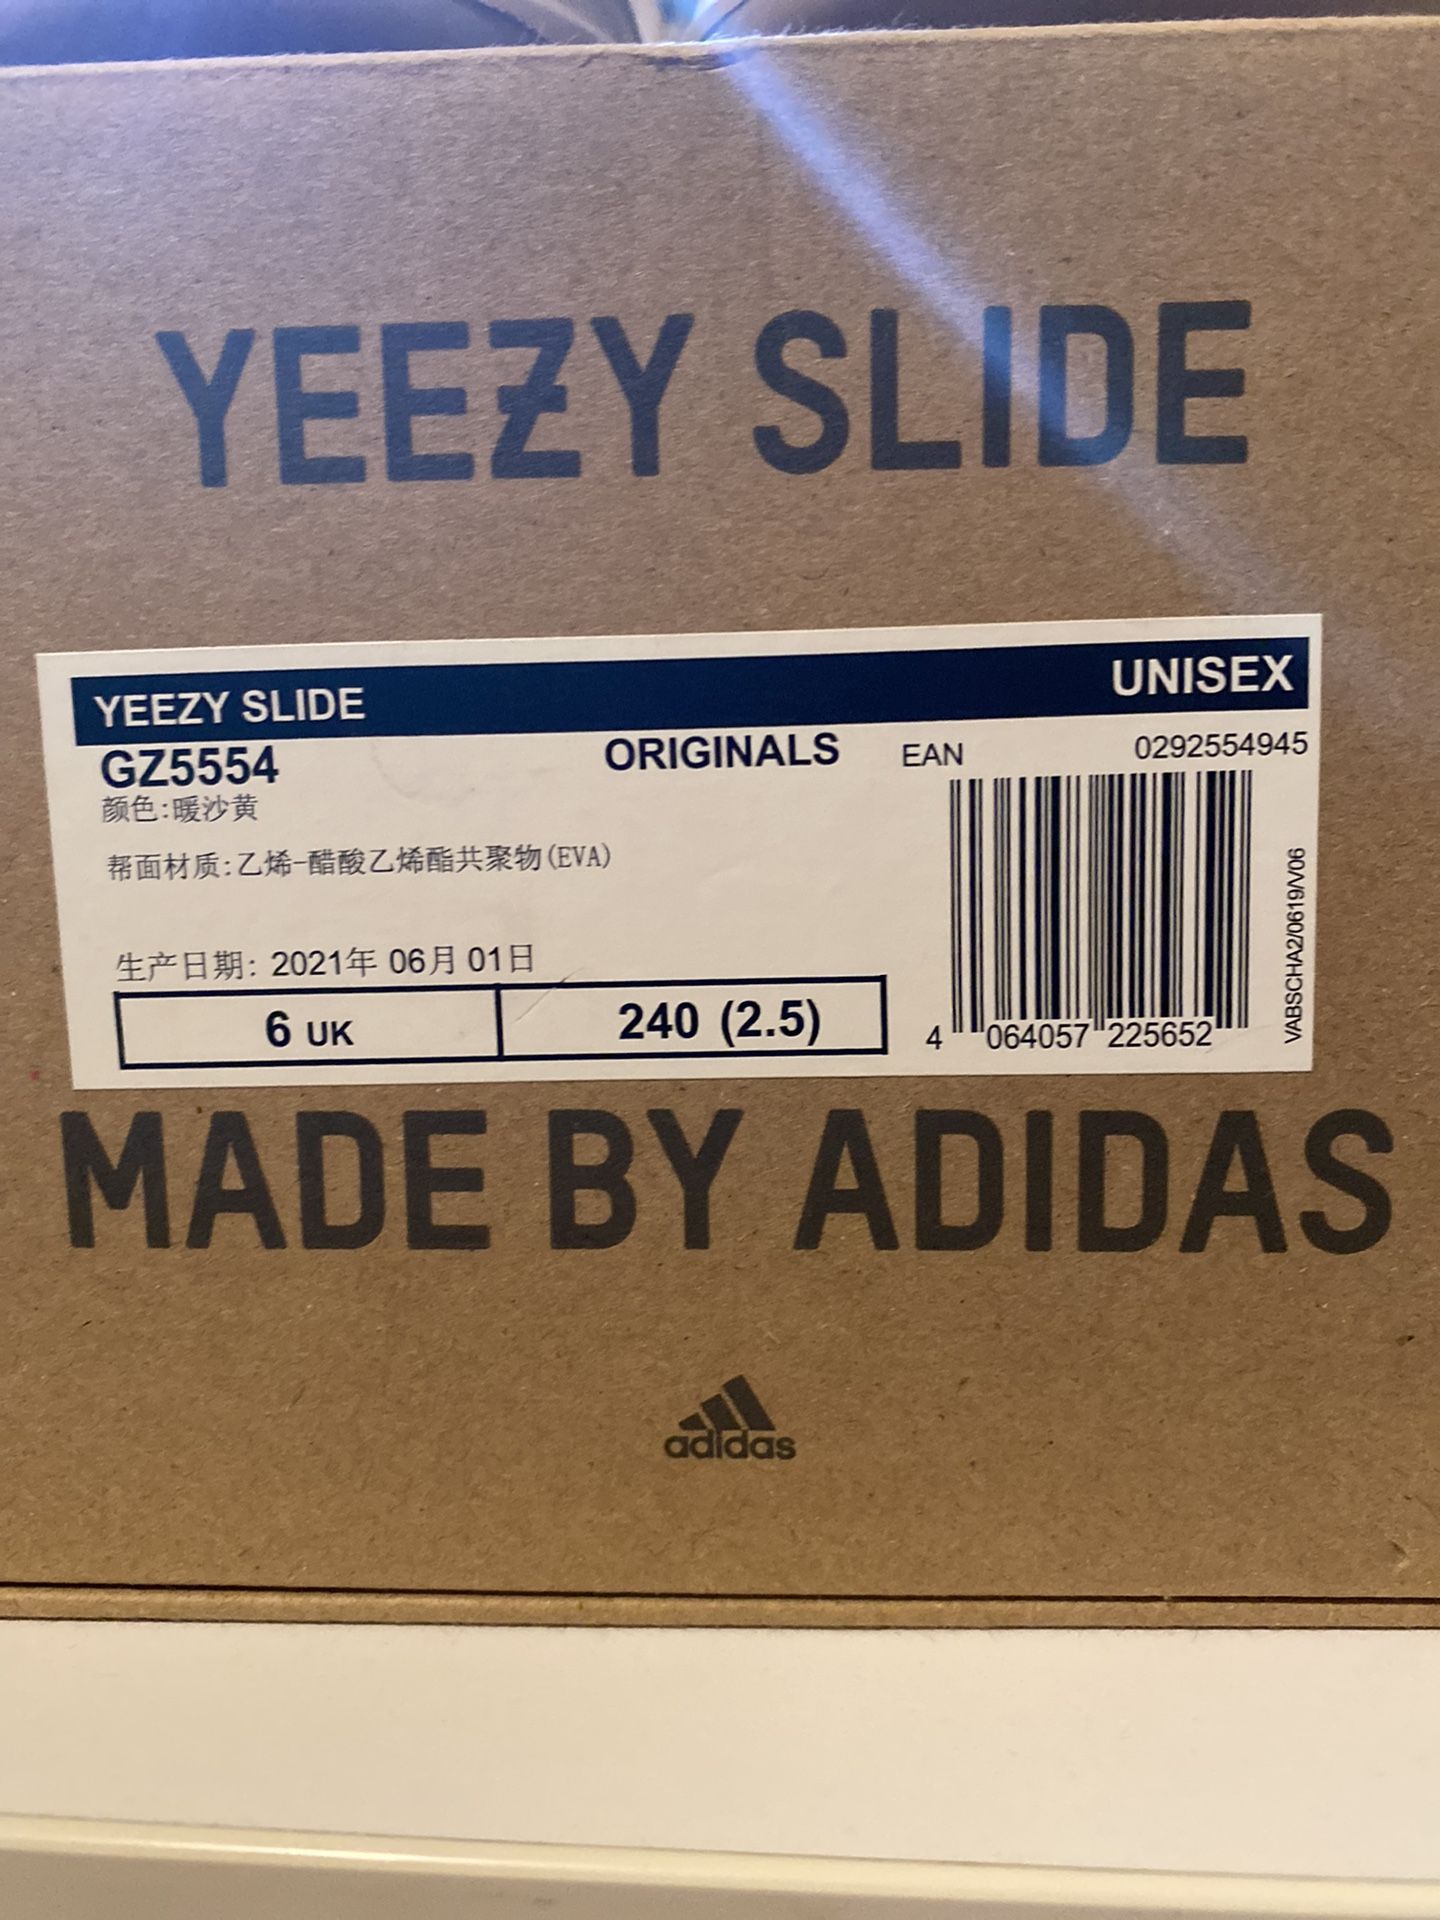 YEEZY SLIDE
YEEZY SLIDE UNISEX
GZ5554 ORIGINALS EAN 0292554945
颜色:暖沙黄
帮面材质:乙烯-醋酸乙烯酯共聚物(EVA)
生产日期: 2021年 06月 01日
6 UK 240 (2.5)
4 064057 225652
VABSCHA2/0619/V06
MADE BY ADIDAS
adidas